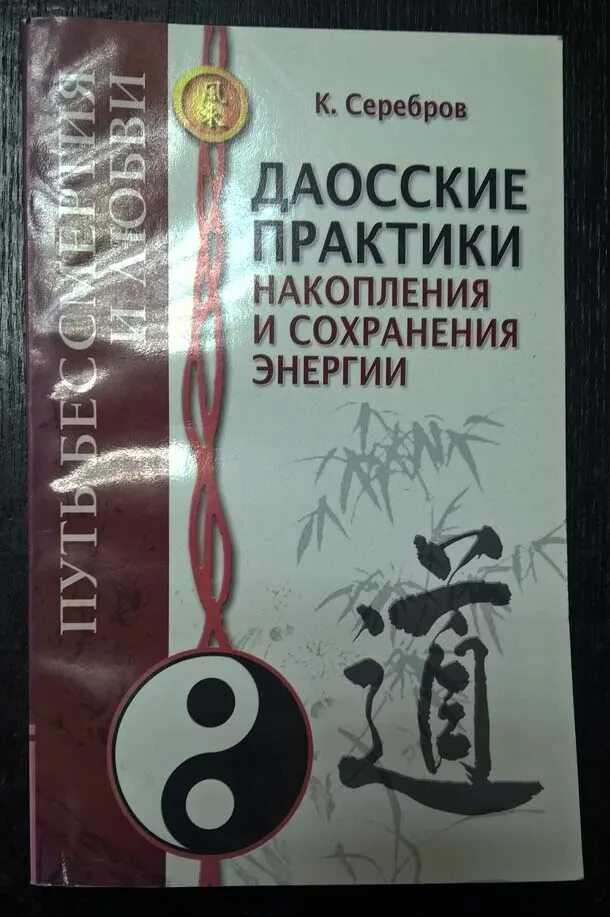 К. Серебров
ДАОССКИЕ
ПРАКТИКИ
НАКОПЛЕНИЯ
И СОХРАНЕНИЯ
ЭНЕРГИИ
ПУТЬ БЕССМЕРТИЯ
И ЛЮБВИ
道